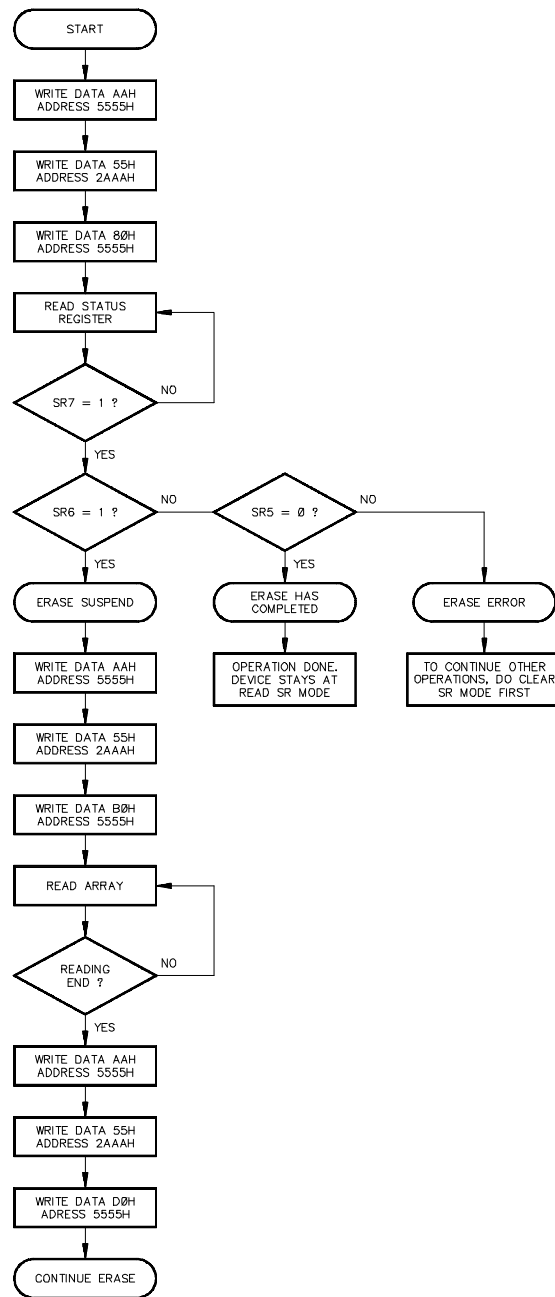 START
WRITE DATA AAH
ADDRESS 5555H
WRITE DATA 55H
ADDRESS 2AAAH
WRITE DATA 80H
ADDRESS 5555H
READ STATUS
REGISTER
SR7 = 1 ?
NO
YES
SR6 = 1 ?
NO
SR5 = 0 ?
NO
YES
YES
ERASE SUSPEND
ERASE HAS
COMPLETED
ERASE ERROR
WRITE DATA AAH
ADDRESS 5555H
OPERATION DONE.
DEVICE STAYS AT
READ SR MODE
TO CONTINUE OTHER
OPERATIONS, DO CLEAR
SR MODE FIRST
WRITE DATA 55H
ADDRESS 2AAAH
WRITE DATA B0H
ADDRESS 5555H
READ ARRAY
READING
END ?
NO
YES
WRITE DATA AAH
ADDRESS 5555H
WRITE DATA 55H
ADDRESS 2AAAH
WRITE DATA D0H
ADRESS 5555H
CONTINUE ERASE